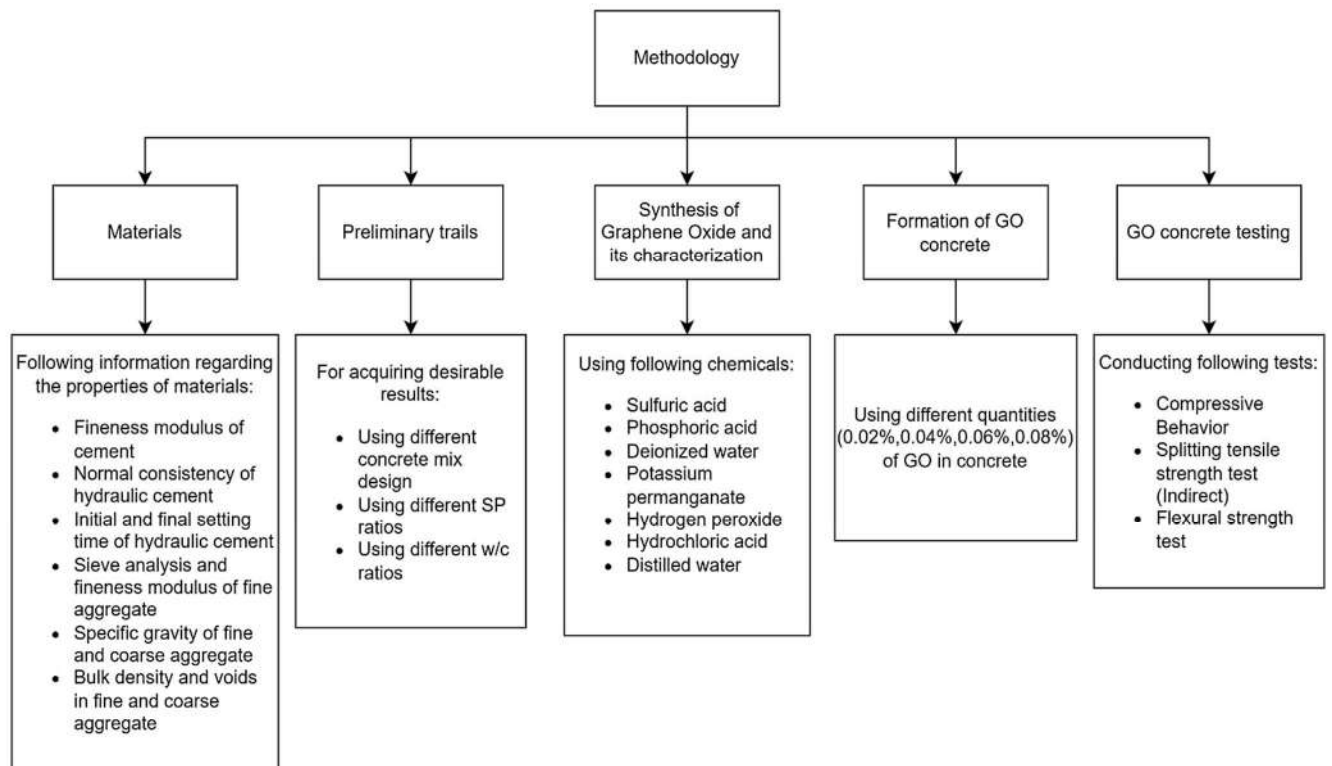 Methodology
Materials
Preliminary trails
Synthesis of
Graphene Oxide and
its characterization
Formation of GO
concrete
GO concrete testing
Following information regarding
the properties of materials:
• Fineness modulus of
cement
• Normal consistency of
hydraulic cement
• Initial and final setting
time of hydraulic cement
• Sieve analysis and
fineness modulus of fine
aggregate
• Specific gravity of fine
and coarse aggregate
• Bulk density and voids
in fine and coarse
aggregate
For acquiring desirable
results:
• Using different
concrete mix
design
• Using different SP
ratios
• Using different w/c
ratios
Using following chemicals:
• Sulfuric acid
• Phosphoric acid
• Deionized water
• Potassium
permanganate
• Hydrogen peroxide
• Hydrochloric acid
• Distilled water
Using different quantities
(0.02%,0.04%,0.06%,0.08%)
of GO in concrete
Conducting following tests:
• Compressive
Behavior
• Splitting tensile
strength test
(Indirect)
• Flexural strength
test